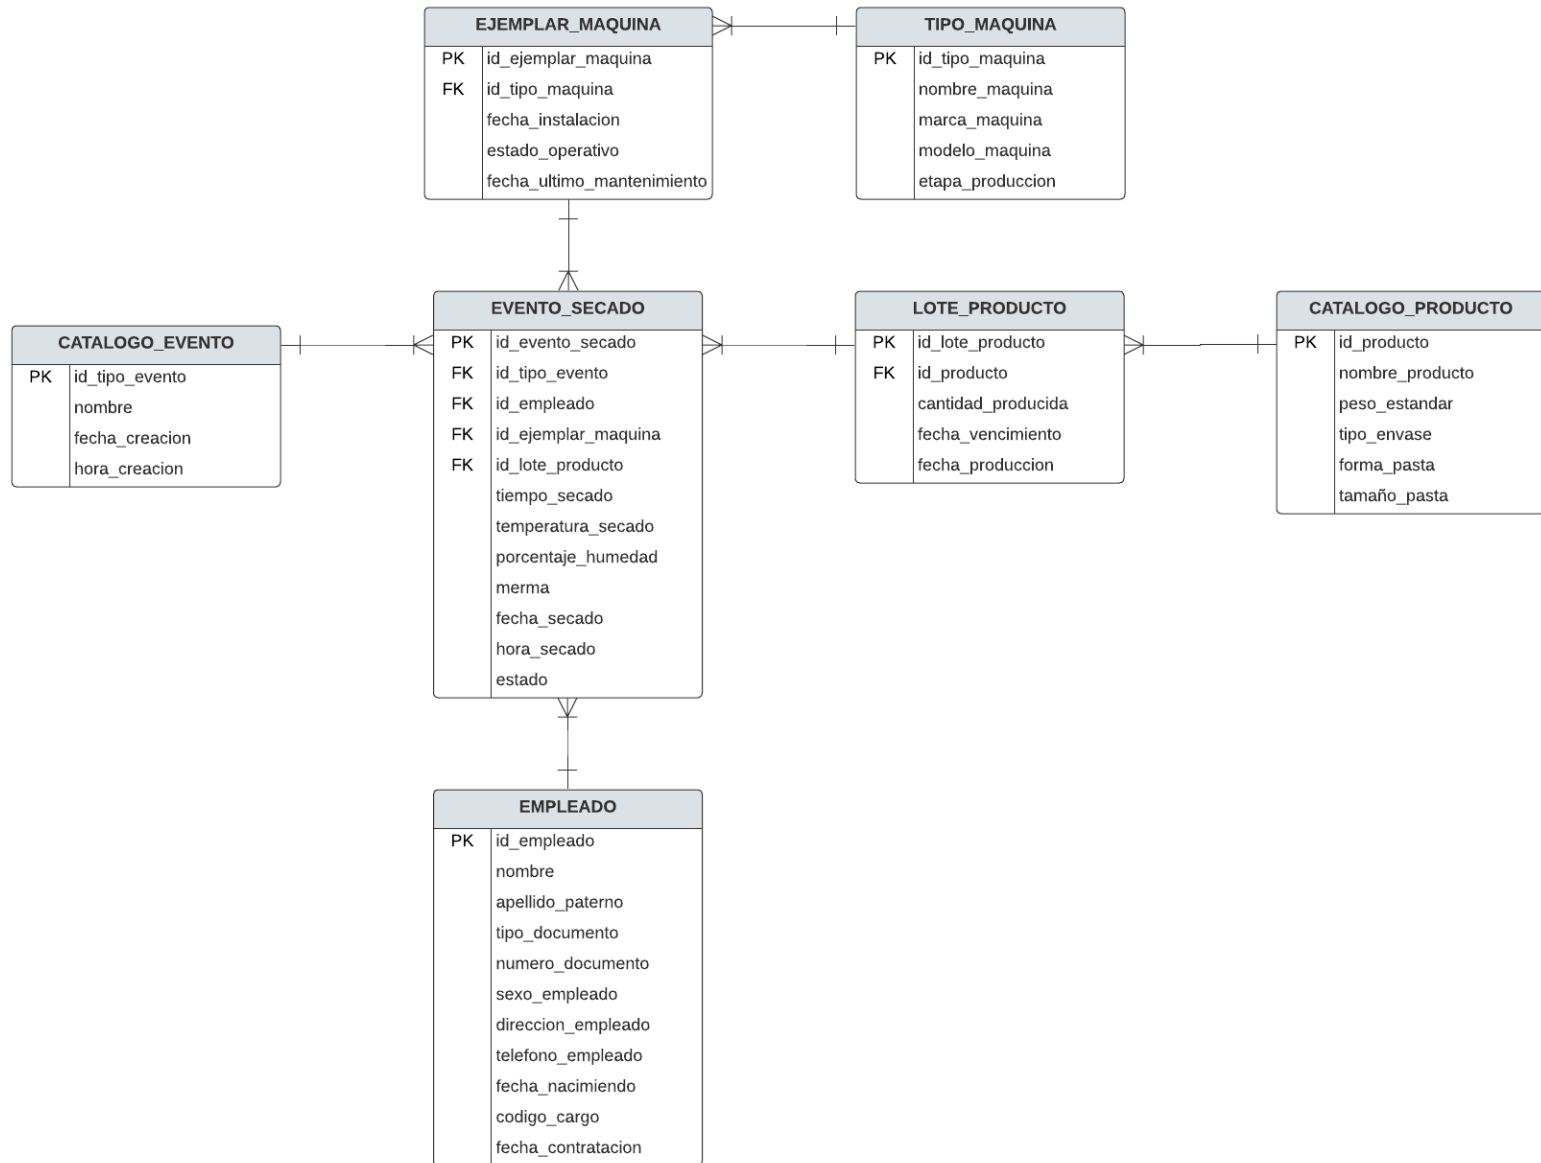 EJEMPLAR_MAQUINA
PK id_ejemplar_maquina
FK id_tipo_maquina
fecha_instalacion
estado_operativo
fecha_ultimo_mantenimiento
TIPO_MAQUINA
PK id_tipo_maquina
nombre_maquina
marca_maquina
modelo_maquina
etapa_produccion
CATALOGO_EVENTO
PK id_tipo_evento
nombre
fecha_creacion
hora_creacion
EVENTO_SECADO
PK id_evento_secado
FK id_tipo_evento
FK id_empleado
FK id_ejemplar_maquina
FK id_lote_producto
tiempo_secado
temperatura_secado
porcentaje_humedad
merma
fecha_secado
hora_secado
estado
LOTE_PRODUCTO
PK id_lote_producto
FK id_producto
cantidad_producida
fecha_vencimiento
fecha_produccion
CATALOGO_PRODUCTO
PK id_producto
nombre_producto
peso_estandar
tipo_envase
forma_pasta
tamaño_pasta
EMPLEADO
PK id_empleado
nombre
apellido_paterno
tipo_documento
numero_documento
sexo_empleado
direccion_empleado
telefono_empleado
fecha_nacimiendo
codigo_cargo
fecha_contratacion